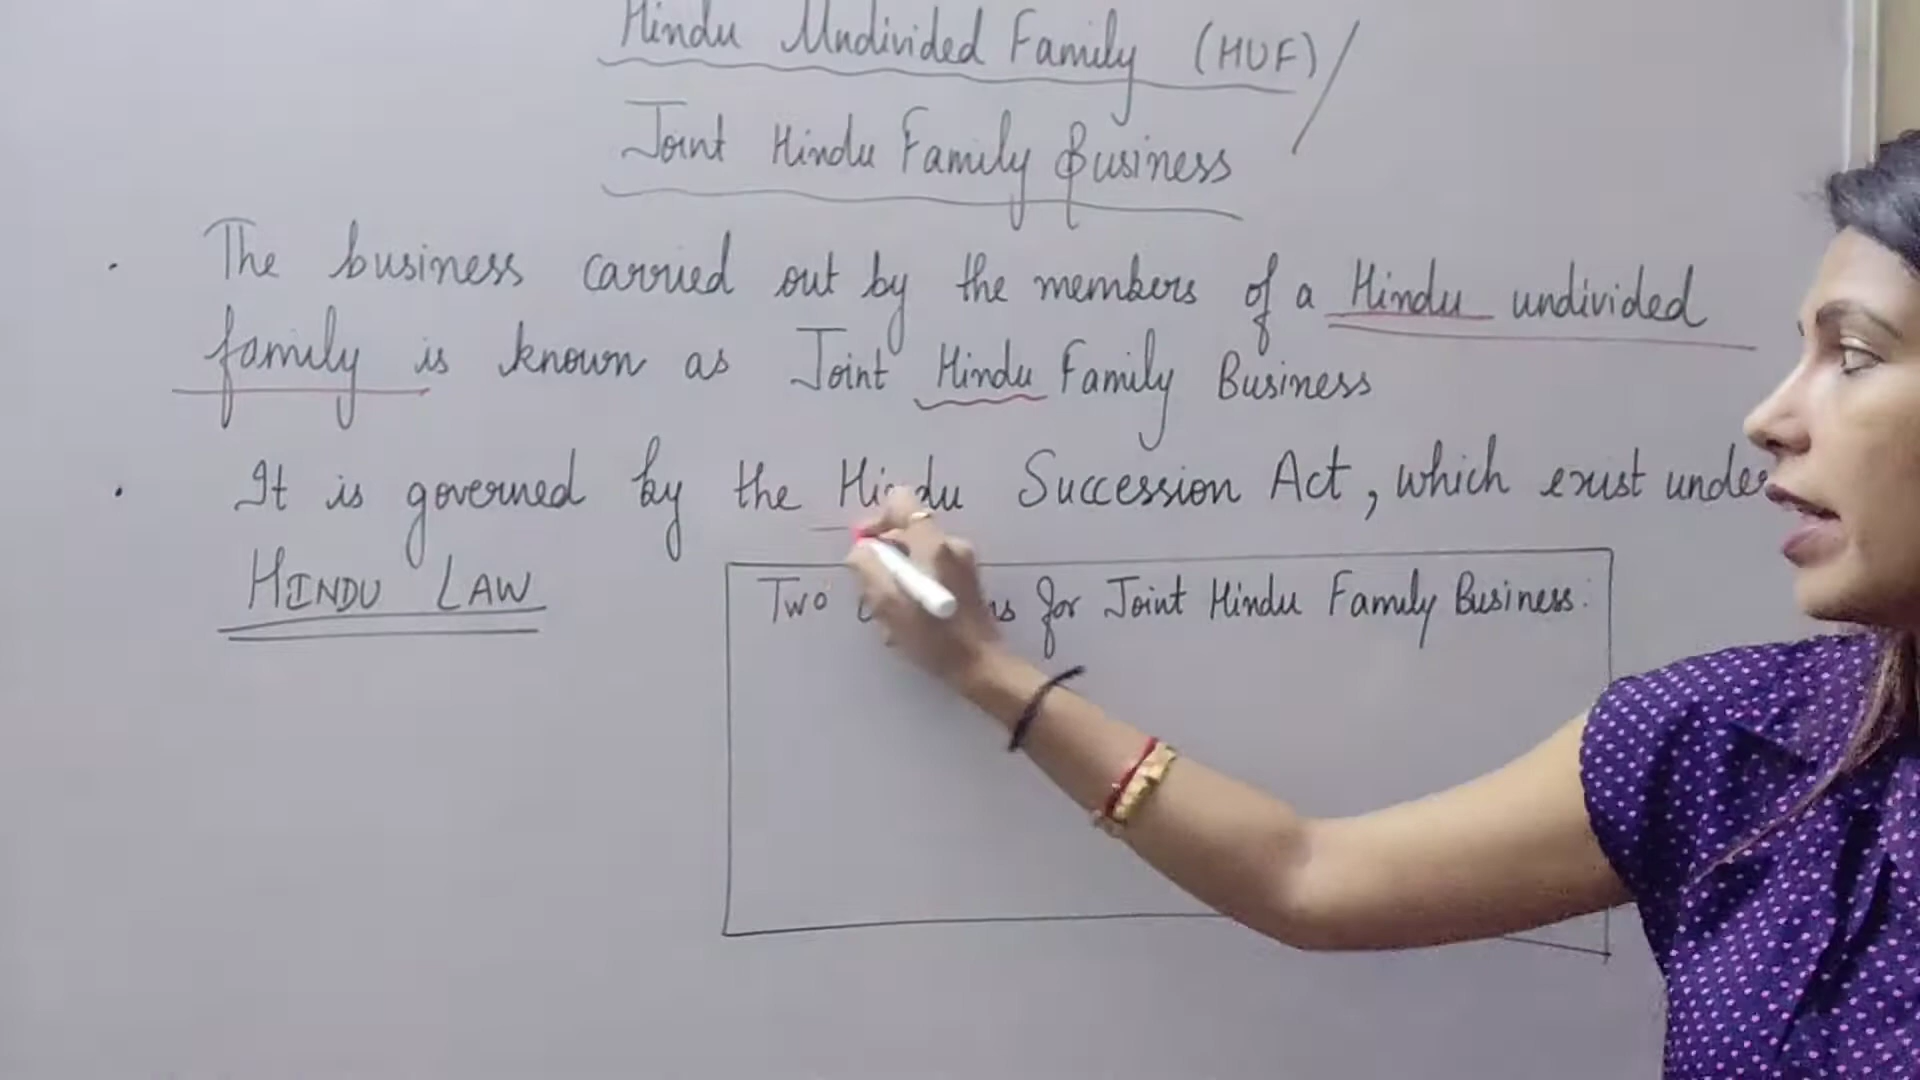 Hindu Undivided Family (HUF)/
Joint Hindu Family Business
· The business carried out by the members of a Hindu undivided
family is known as Joint Hindu Family Business
· It is governed by the Hindu Succession Act, which exist under
HINDU LAW
Two for Joint Hindu Family Business: